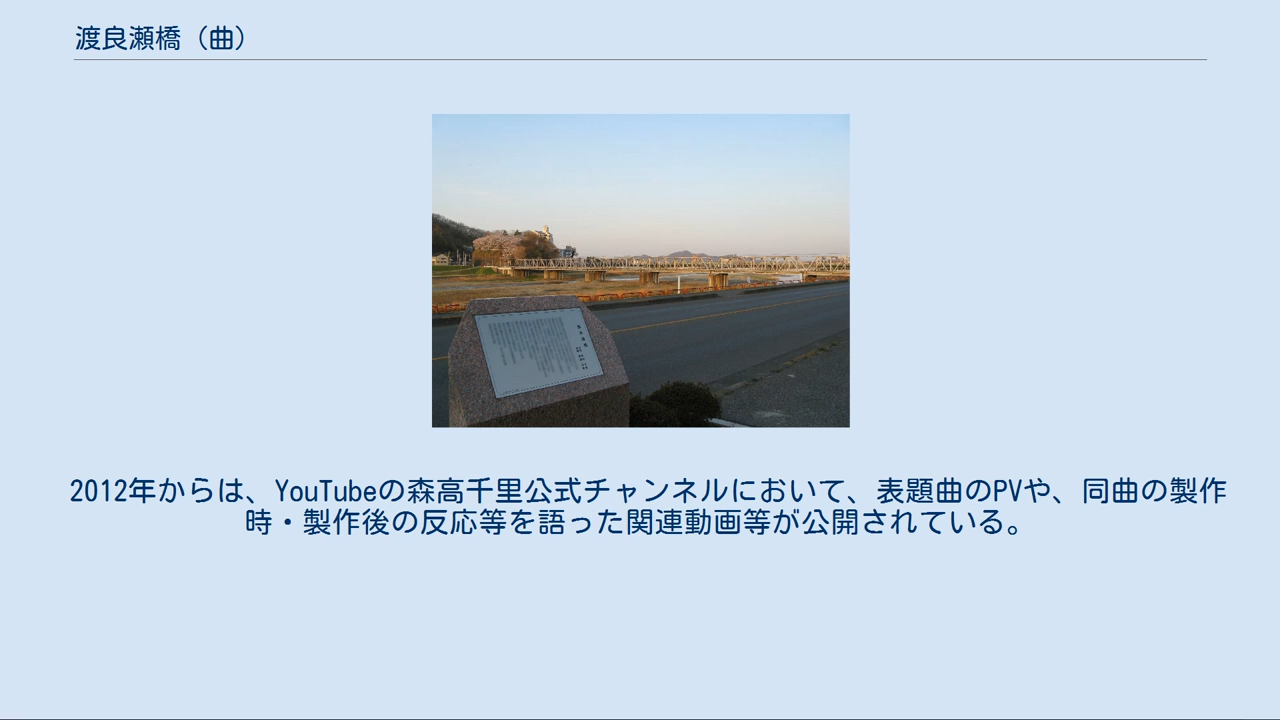 渡良瀬橋（曲）
2012年からは、YouTubeの森高千里公式チャンネルにおいて、表題曲のPVや、同曲の製作
時・製作後の反応等を語った関連動画等が公開されている。